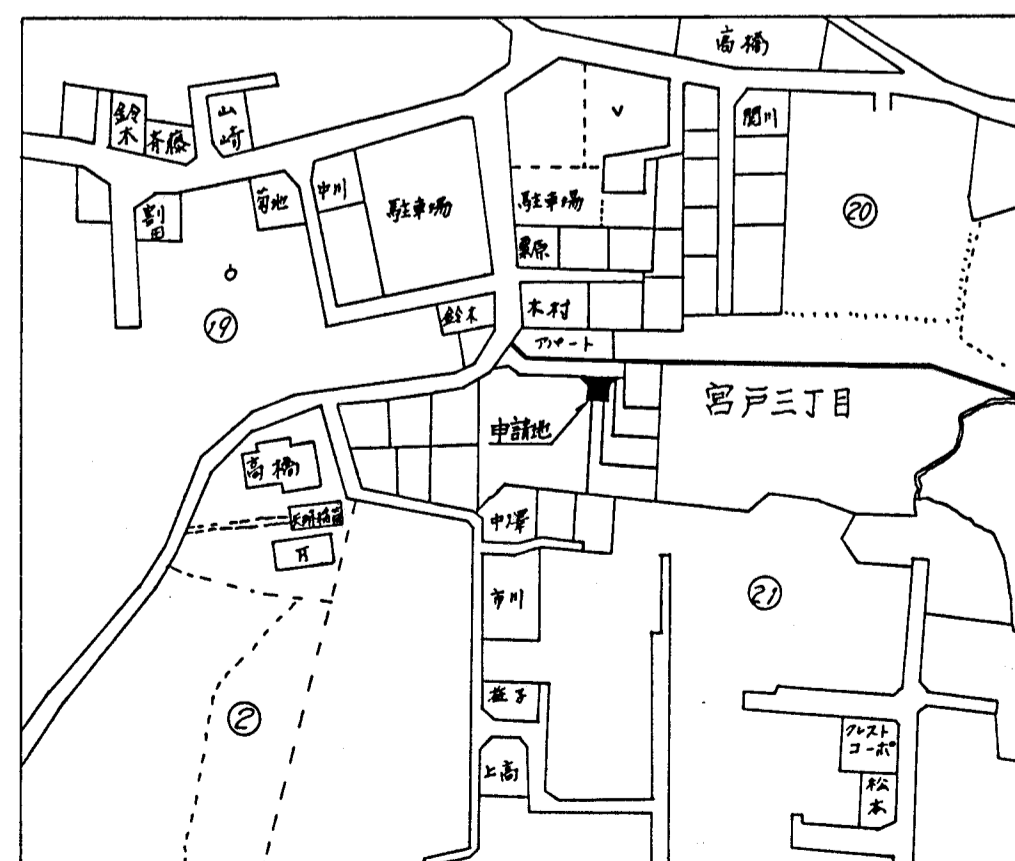 高橋
鈴木
斉藤
山崎
関川
割田
菊地
中川
駐車場
駐車場
⑳
栗原
⑲
鈴木
木村
アパート
宮戸三丁目
申請地
高橋
中澤
市川
㉑
②
上高
クレスト
コーポ
松本